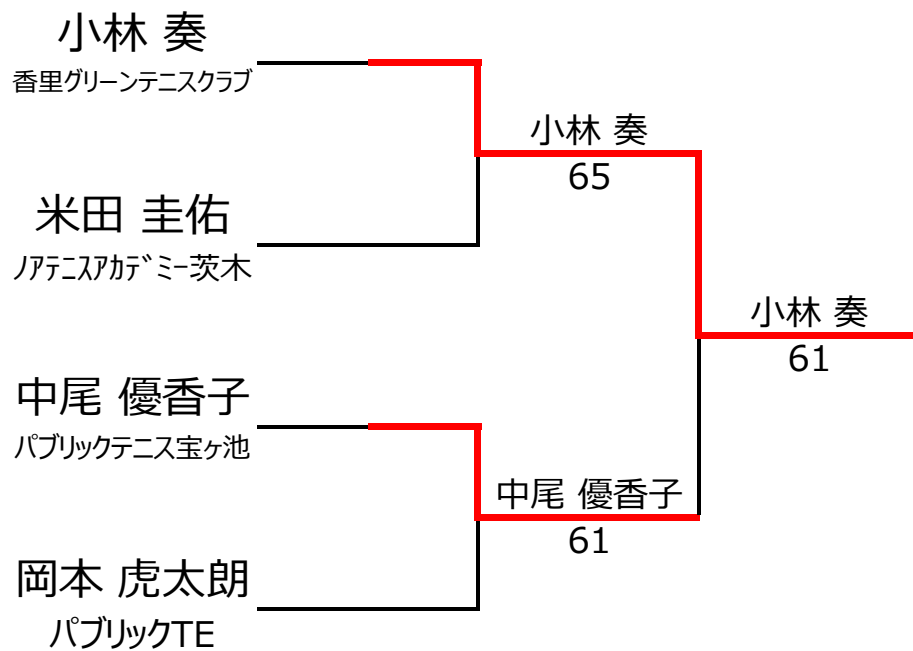 小林 奏
香里グリーンテニスクラブ
小林 奏
65
米田 圭佑
ﾉｱﾃﾆｽｱｶﾃﾞﾐｰ茨木
小林 奏
61
中尾 優香子
パブリックテニス宝ヶ池
中尾 優香子
61
岡本 虎太朗
パブリックTE